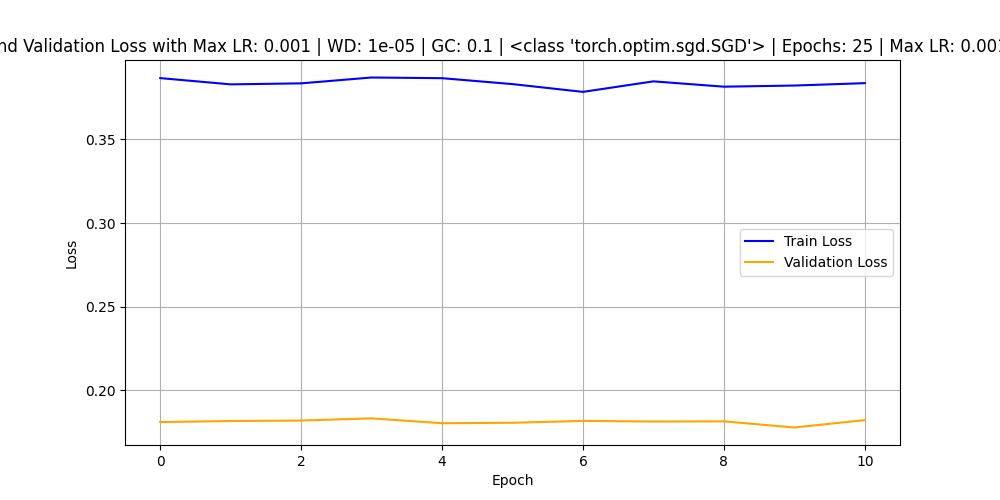 nd Validation Loss with Max LR: 0.001 | WD: 1e-05 | GC: 0.1 | <class 'torch.optim.sgd.SGD'> | Epochs: 25 | Max LR: 0.001
0.35
0.30
0.25
0.20
Loss
Train Loss
Validation Loss
0 2 4 6 8 10
Epoch